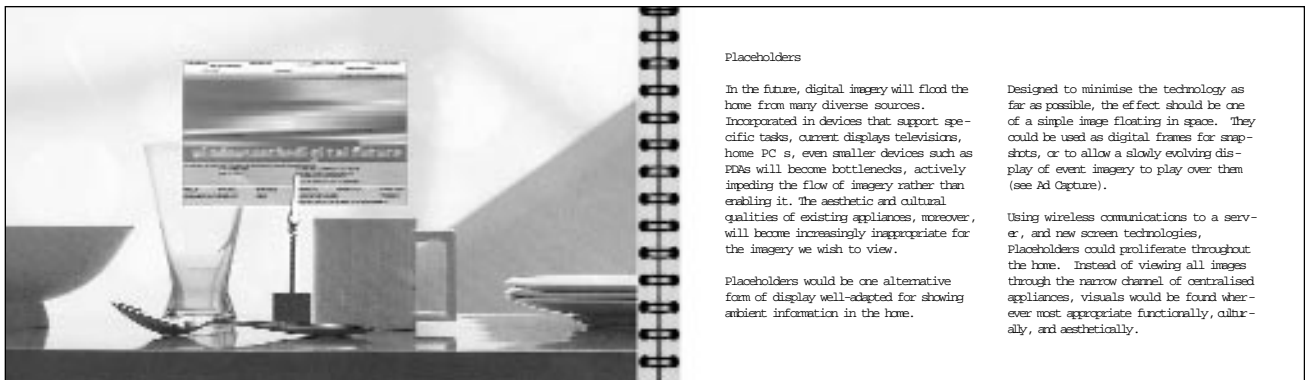 digital future
Placeholders
In the future, digital imagery will flood the
home from many diverse sources.
Incorporated in devices that support spe-
cific tasks, current displays televisions,
home PC s, even smaller devices such as
PDAs will become bottlenecks, actively
impeding the flow of imagery rather than
enabling it. The aesthetic and cultural
qualities of existing appliances, moreover,
will become increasingly inappropriate for
the imagery we wish to view.
Placeholders would be one alternative
form of display well-adapted for showing
ambient information in the home.
Designed to minimise the technology as
far as possible, the effect should be one
of a simple image floating in space. They
could be used as digital frames for snap-
shots, or to allow a slowly evolving dis-
play of event imagery to play over them
(see Ad Capture).
Using wireless communications to a serv-
er, and new screen technologies,
Placeholders could proliferate throughout
the home. Instead of viewing all images
through the narrow channel of centralised
appliances, visuals would be found wher-
ever most appropriate functionally, cultur-
ally, and aesthetically.